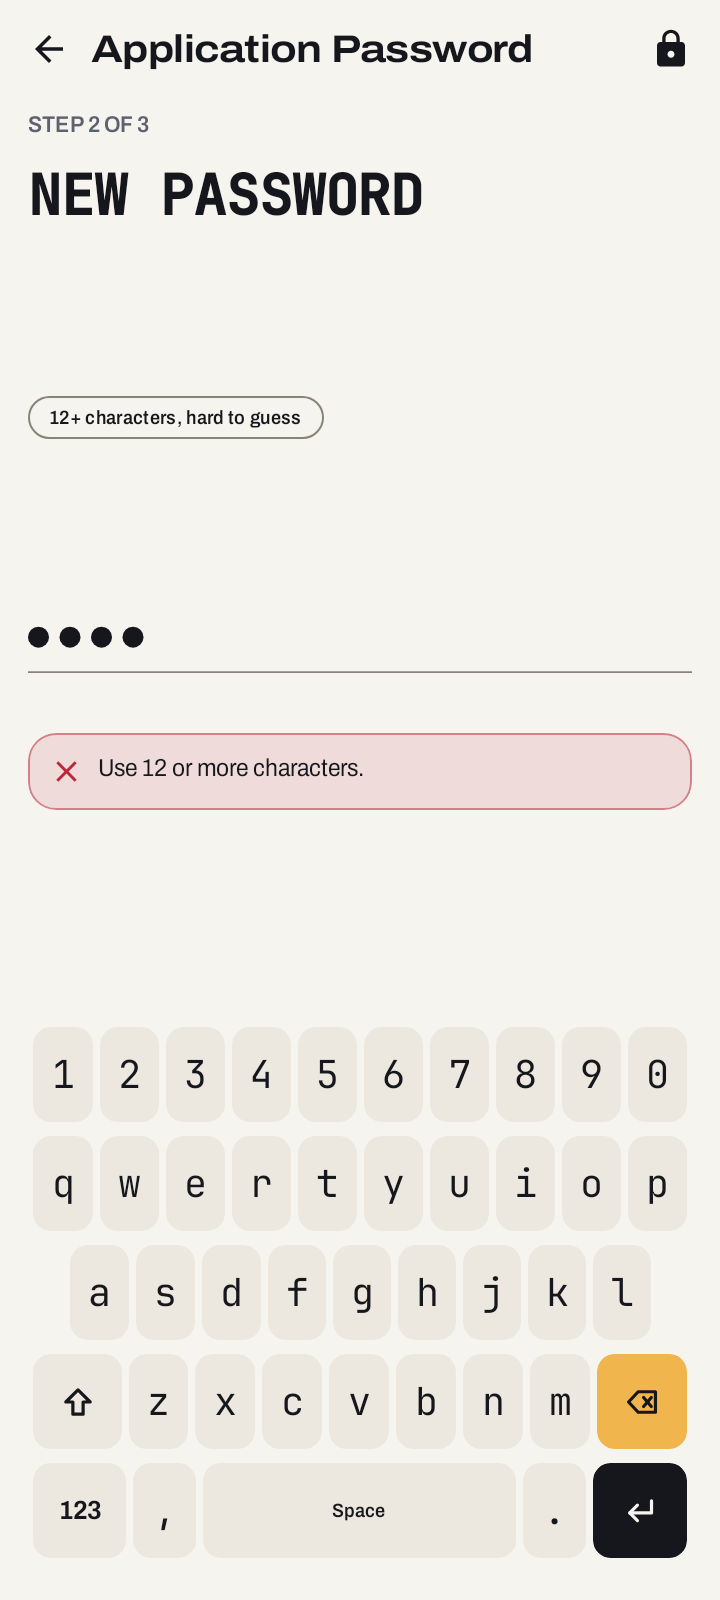 Application Password
STEP 2 OF 3
NEW PASSWORD
12+ characters, hard to guess
Use 12 or more characters.
1 2 3 4 5 6 7 8 9 0
q w e r t y u i o p
a s d f g h j k l
z x c v b n m
123 , Space .